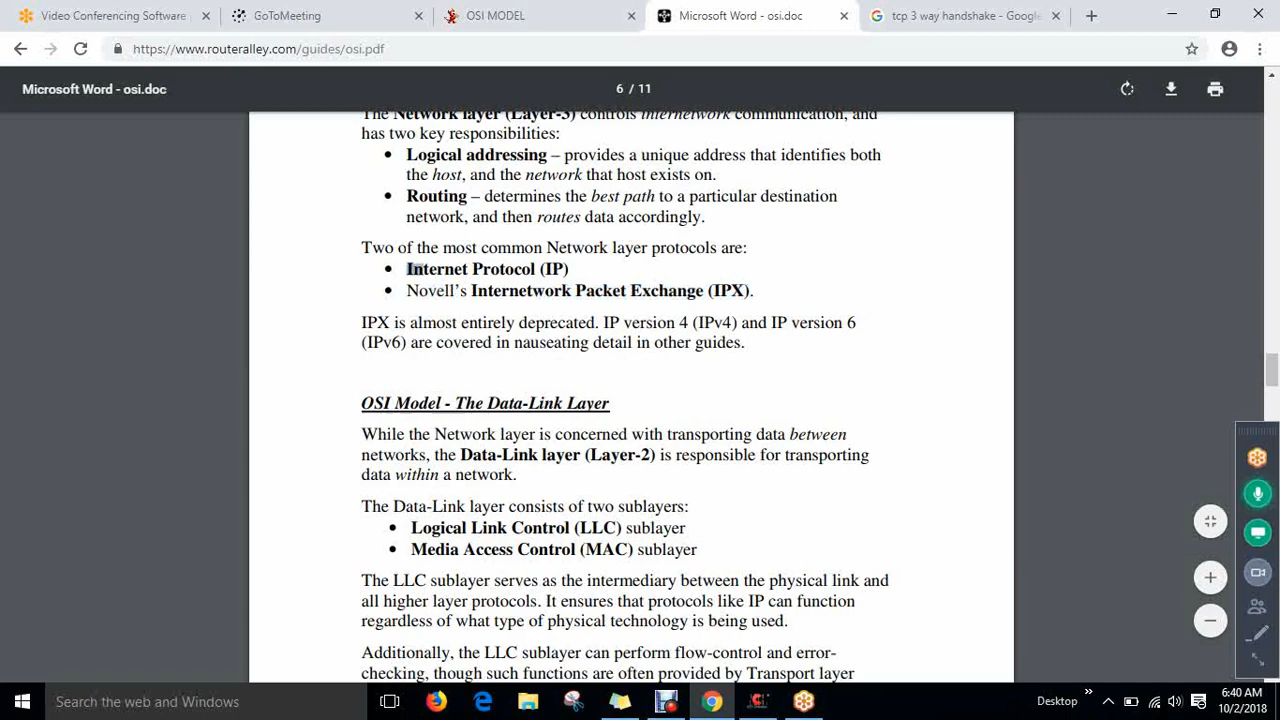 Video Conferencing Software
GoToMeeting
OSI MODEL
Microsoft Word - osi.doc
tcp 3 way handshake - Google
https://www.routeralley.com/guides/osi.pdf
Microsoft Word - osi.doc
6 / 11
The Network layer (Layer-3) controls internetwork communication, and
has two key responsibilities:
• Logical addressing – provides a unique address that identifies both
the host, and the network that host exists on.
• Routing – determines the best path to a particular destination
network, and then routes data accordingly.
Two of the most common Network layer protocols are:
• Internet Protocol (IP)
• Novell’s Internetwork Packet Exchange (IPX).
IPX is almost entirely deprecated. IP version 4 (IPv4) and IP version 6
(IPv6) are covered in nauseating detail in other guides.
OSI Model - The Data-Link Layer
While the Network layer is concerned with transporting data between
networks, the Data-Link layer (Layer-2) is responsible for transporting
data within a network.
The Data-Link layer consists of two sublayers:
• Logical Link Control (LLC) sublayer
• Media Access Control (MAC) sublayer
The LLC sublayer serves as the intermediary between the physical link and
all higher layer protocols. It ensures that protocols like IP can function
regardless of what type of physical technology is being used.
Additionally, the LLC sublayer can perform flow-control and error-
checking, though such functions are often provided by Transport layer
Search Windows
Search the web and Windows
Desktop
6:40 AM
10/2/2018